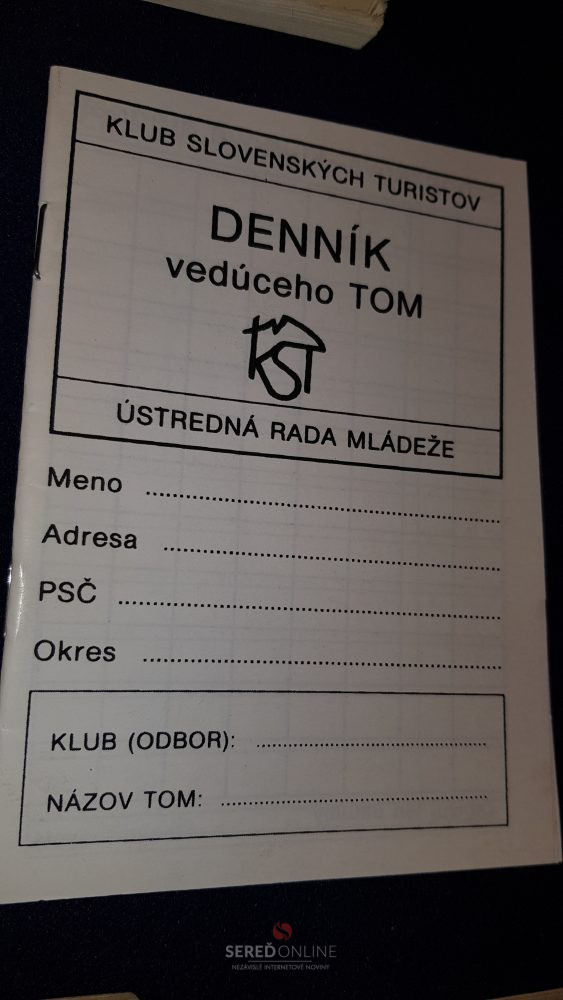 KLUB SLOVENSKÝCH TURISTOV
DENNÍK
vedúceho TOM
KST
ÚSTREDNÁ RADA MLÁDEŽE
Meno ........................................
Adresa ........................................
PSČ ........................................
Okres ........................................
KLUB (ODBOR): ........................................
NÁZOV TOM: ........................................
SEREĎONLINE
NEZÁVISLÉ INTERNETOVÉ NOVINY